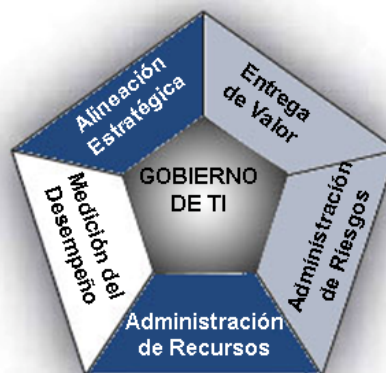 Alineación
Estratégica
Entrega
de Valor
GOBIERNO
DE TI
Medición del
Desempeño
Administración
de Riesgos
Administración
de Recursos